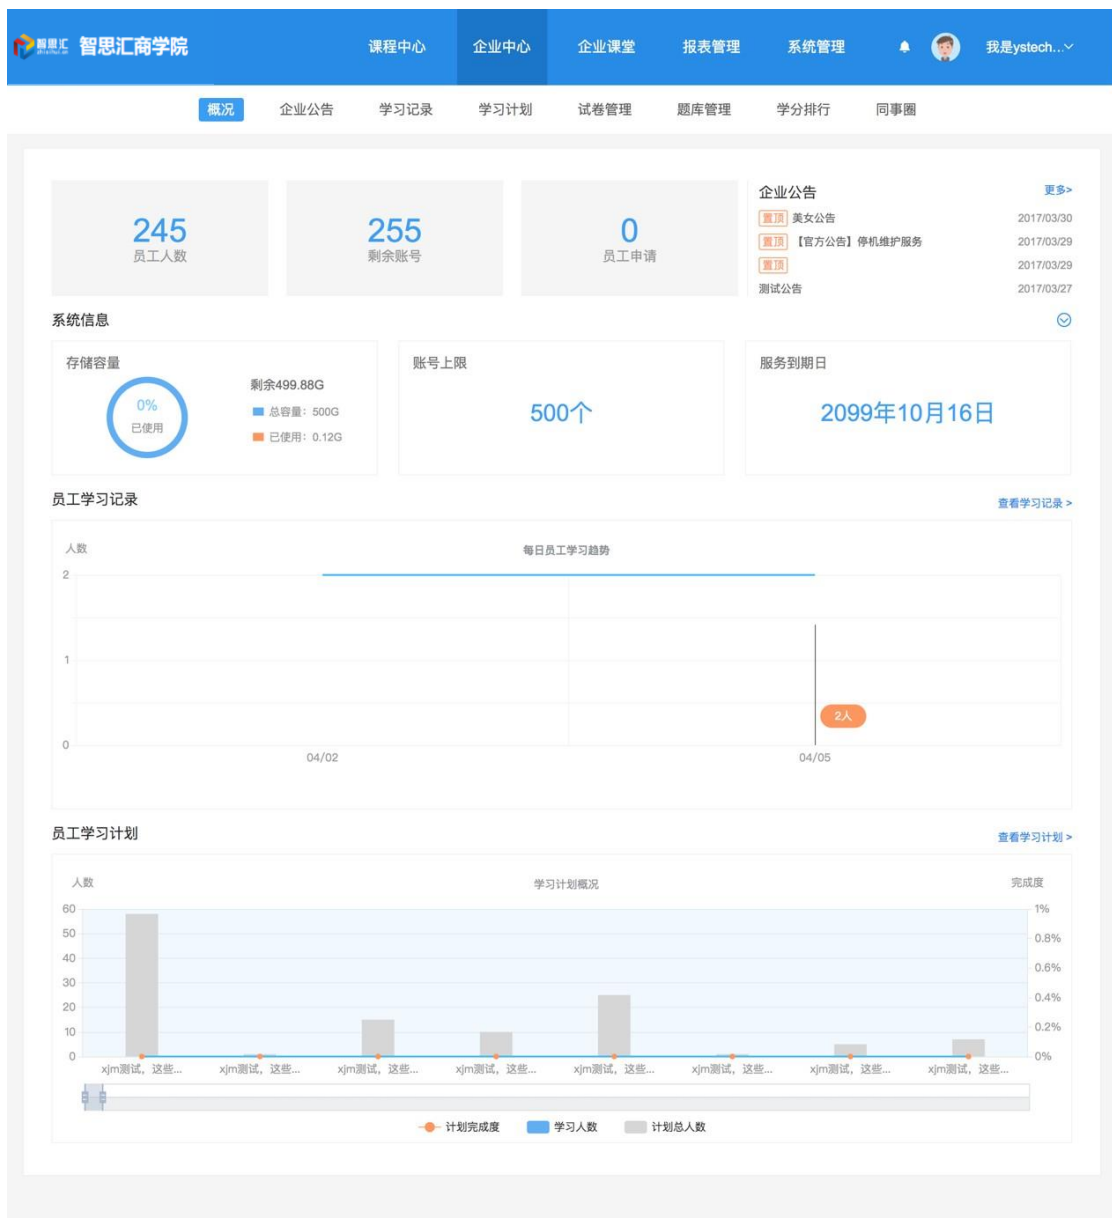 智思汇 智思汇商学院 课程中心 企业中心 企业课堂 报表管理 系统管理 我是ystech...
概况 企业公告 学习记录 学习计划 试卷管理 题库管理 学分排行 同事圈
245
员工人数
255
剩余账号
0
员工申请
企业公告 更多>
置顶 美女公告 2017/03/30
置顶 【官方公告】停机维护服务 2017/03/29
置顶 2017/03/29
测试公告 2017/03/27
系统信息
存储容量
0%
已使用
剩余499.88G
总容量：500G
已使用：0.12G
账号上限
500个
服务到期日
2099年10月16日
员工学习记录 查看学习记录 >
人数 每日员工学习趋势
2
1
2人
0
04/02 04/05
员工学习计划 查看学习计划 >
人数 学习计划概况 完成度
60 1%
50
0.8%
40
0.6%
30
0.4%
20
0.2%
10
0 0%
xjm测试，这些... xjm测试，这些... xjm测试，这些... xjm测试，这些... xjm测试，这些... xjm测试，这些... xjm测试，这些... xjm测试，这些...
计划完成度 学习人数 计划总人数